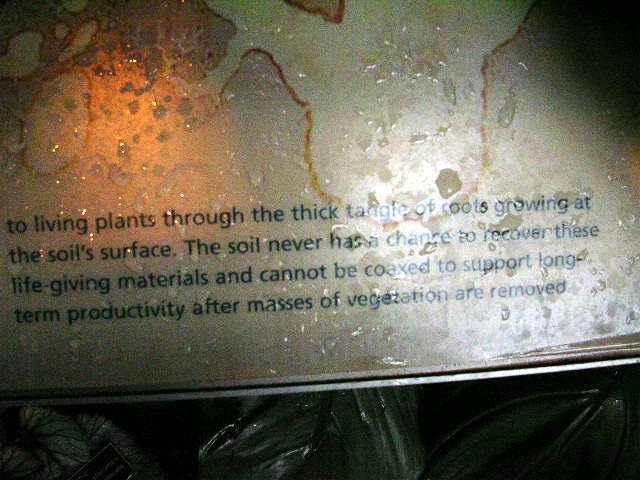 to living plants through the thick tangle of roots growing at
the soil's surface. The soil never has a chance to recover these
life-giving materials and cannot be coaxed to support long-
term productivity after masses of vegetation are removed.